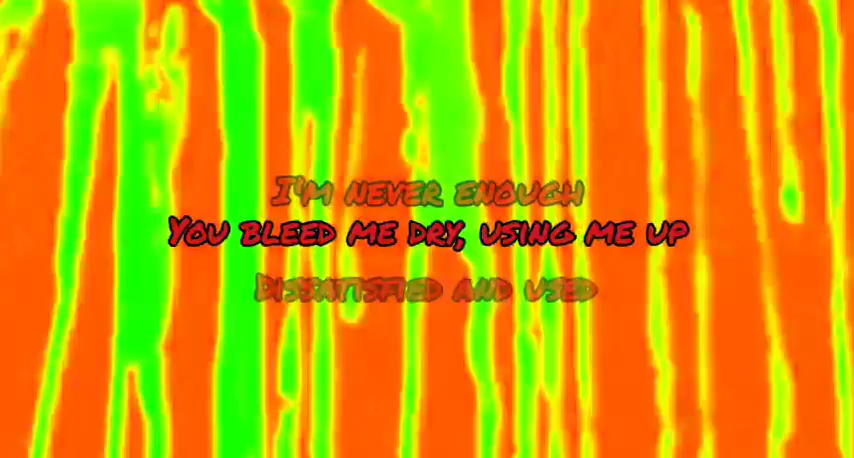 I'm never enough
You bleed me dry, using me up
Dissatisfied and used